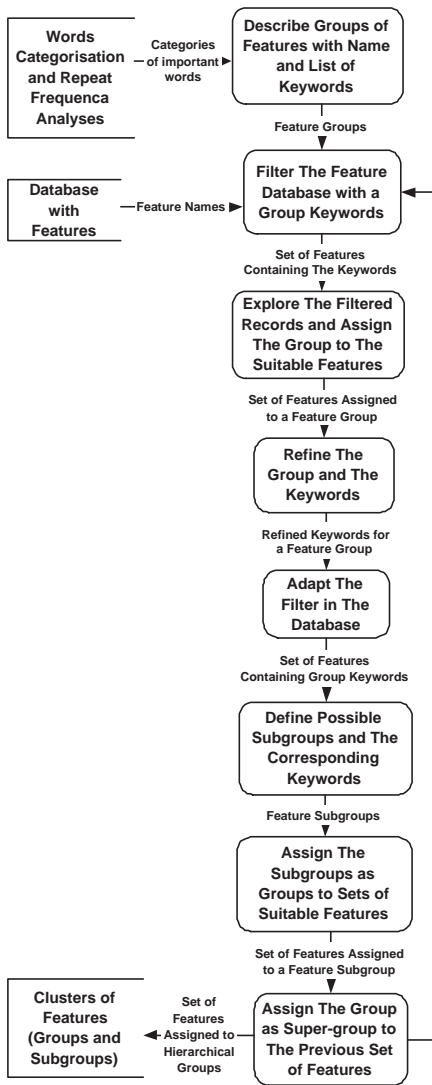 Words
Categorisation
and Repeat
Frequenca
Analyses
Categories
of important
words
Describe Groups of
Features with Name
and List of
Keywords
Feature Groups
Database
with
Features
Feature Names
Filter The Feature
Database with a
Group Keywords
Set of Features
Containing The Keywords
Explore The Filtered
Records and Assign
The Group to The
Suitable Features
Set of Features Assigned
to a Feature Group
Refine The
Group and The
Keywords
Refined Keywords for
a Feature Group
Adapt The
Filter in The
Database
Set of Features
Containing Group Keywords
Define Possible
Subgroups and The
Corresponding
Keywords
Feature Subgroups
Assign The
Subgroups as
Groups to Sets of
Suitable Features
Set of Features Assigned
to a Feature Subgroup
Assign The Group
as Super-group to
The Previous Set
of Features
Set of
Features
Assigned to
Hierarchical
Groups
Clusters of
Features
(Groups and
Subgroups)